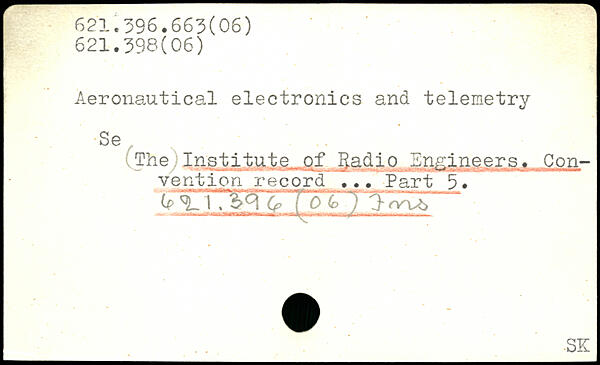 621.396.663(06)
621.398(06)
Aeronautical electronics and telemetry
Se
(The) Institute of Radio Engineers. Con-
vention record ... Part 5.
621.396 (06) Ins
SK